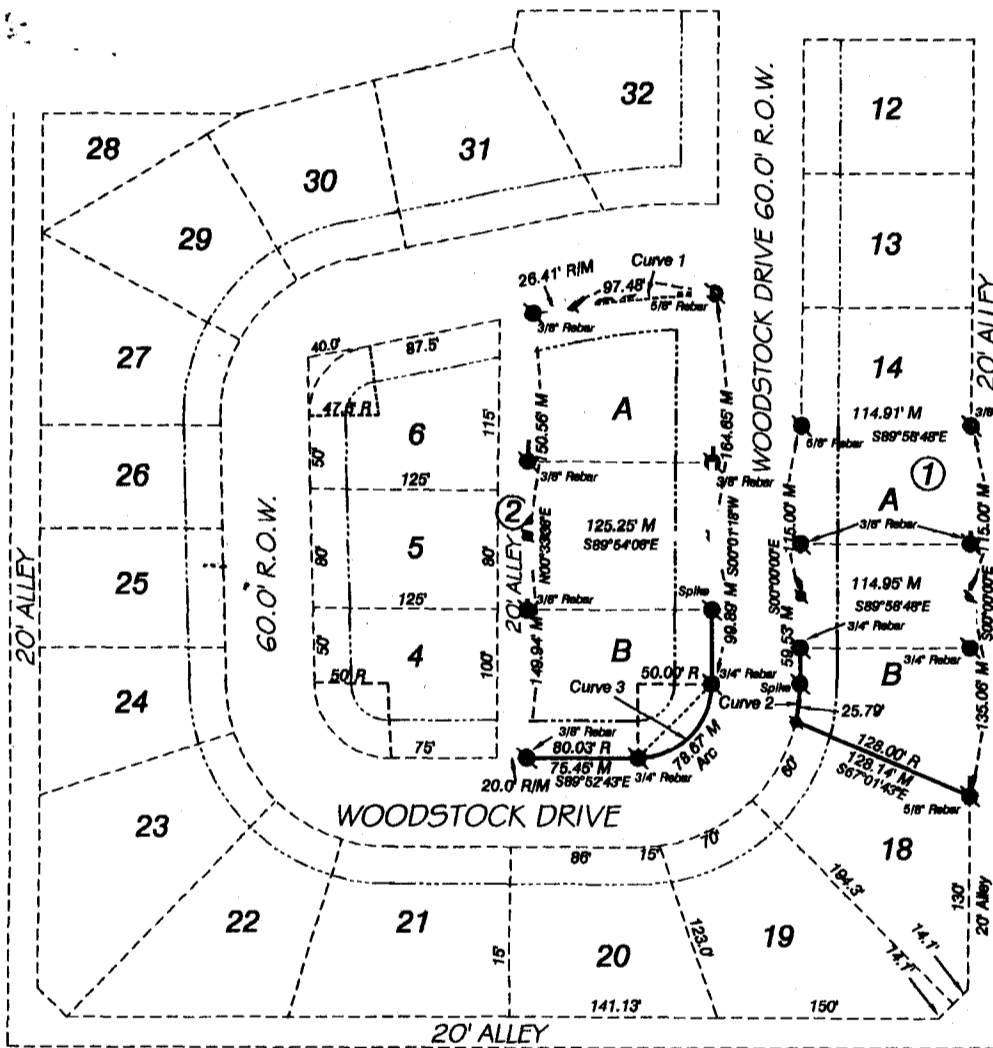 32
12
28
31
30
29
WOODSTOCK DRIVE 60.0' R.O.W.
13
20' ALLEY
26.41' R/M
97.48'
Curve 1
5/8" Rebar
3/8" Rebar
27
40.0'
87.5'
47.5' R
6
115'
50'
125'
150.56' M
A
164.65' M
3/8" Rebar
3/8" Rebar
14
114.91' M
S89°58'48"E
5/8" Rebar
3/8
1
A
115.00' M
3/8" Rebar
115.00' M
26
60.0' R.O.W.
2
N00°33'38"E
125.25' M
S89°54'06"E
S00°01'18"W
S00°00'00"E
S00°00'00"E
5
80'
80'
20' ALLEY
25
125'
3/8" Rebar
Spike
99.89' M
114.95' M
S89°58'48"E
59.53' M
3/4" Rebar
3/4" Rebar
20' ALLEY
4
50'
100'
149.94' M
B
50 R
50.00' R
3/4" Rebar
Spike
B
24
Curve 3
Curve 2
25.79'
135.06' M
75'
3/8" Rebar
80.03' R
75.45' M
S89°52'43"E
20.0' R/M
3/4" Rebar
78.67' M
Arc
60'
128.00' R
128.14' M
S67°01'43"E
5/8" Rebar
WOODSTOCK DRIVE
23
86'
15'
70'
18
194.3'
130'
20' Alley
22
21
15'
20
123.0'
19
14.1'
14.1'
141.13'
150'
20' ALLEY